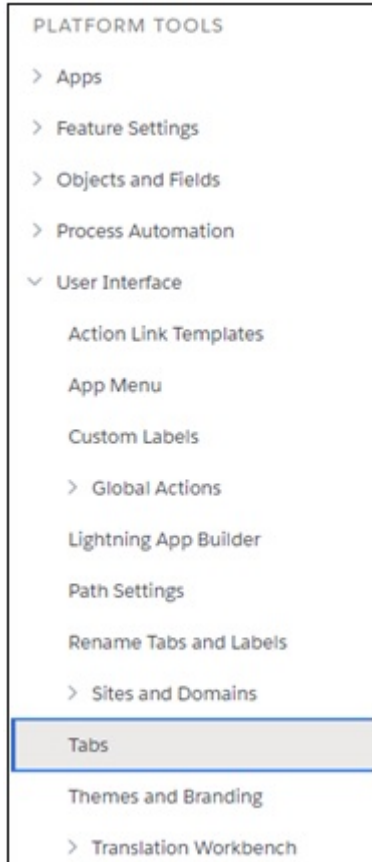 PLATFORM TOOLS
Apps
Feature Settings
Objects and Fields
Process Automation
User Interface
Action Link Templates
App Menu
Custom Labels
Global Actions
Lightning App Builder
Path Settings
Rename Tabs and Labels
Sites and Domains
Tabs
Themes and Branding
Translation Workbench